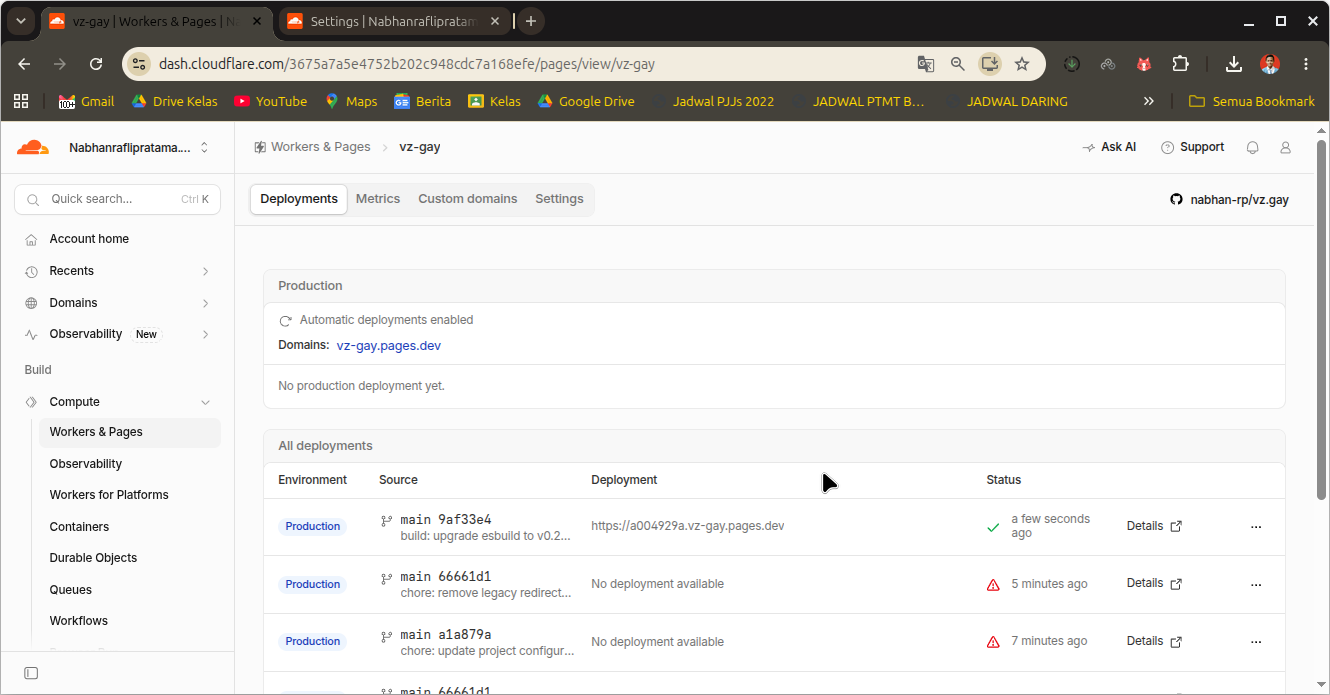 vz-gay | Workers & Pages | N
Settings | Nabhanraflipratam
dash.cloudflare.com/3675a7a5e4752b202c948cdc7a168efe/pages/view/vz-gay
100+
Gmail
Drive Kelas
YouTube
Maps
Berita
Kelas
Google Drive
Jadwal PJJs 2022
JADWAL PTMT B...
JADWAL DARING
Semua Bookmark
Nabhanraflipratama....
Workers & Pages
vz-gay
Ask AI
Support
Quick search...
Ctrl K
Deployments
Metrics
Custom domains
Settings
nabhan-rp/vz.gay
Account home
Recents
Domains
Observability
New
Build
Compute
Workers & Pages
Observability
Workers for Platforms
Containers
Durable Objects
Queues
Workflows
Production
Automatic deployments enabled
Domains: vz-gay.pages.dev
No production deployment yet.
All deployments
Environment
Source
Deployment
Status
Production
main 9af33e4
build: upgrade esbuild to v0.2...
https://a004929a.vz-gay.pages.dev
a few seconds
ago
Details
Production
main 66661d1
chore: remove legacy redirect...
No deployment available
5 minutes ago
Details
Production
main a1a879a
chore: update project configur...
No deployment available
7 minutes ago
Details
main 66661d1